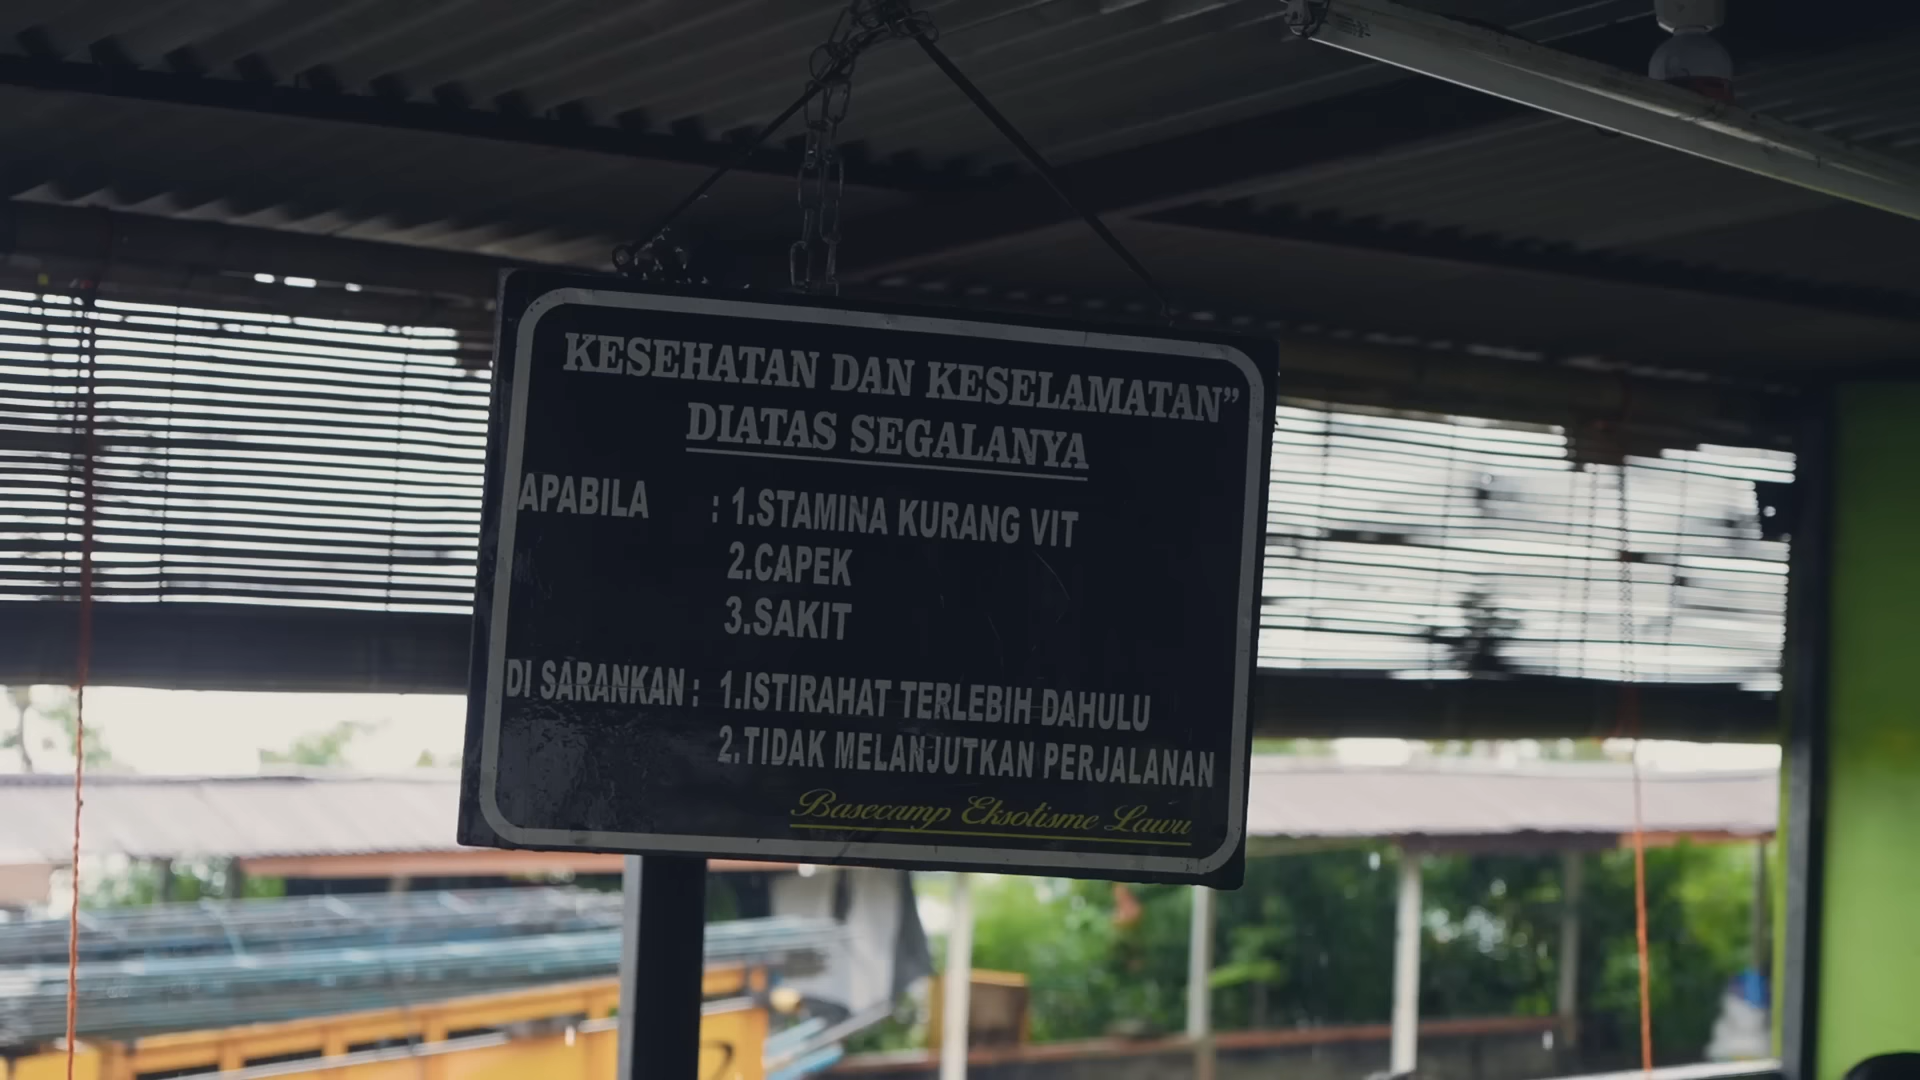 KESEHATAN DAN KESELAMATAN”
DIATAS SEGALANYA
APABILA : 1.STAMINA KURANG VIT
2.CAPEK
3.SAKIT
DI SARANKAN : 1.ISTIRAHAT TERLEBIH DAHULU
2.TIDAK MELANJUTKAN PERJALANAN
Basecamp Eksotisme Lawu